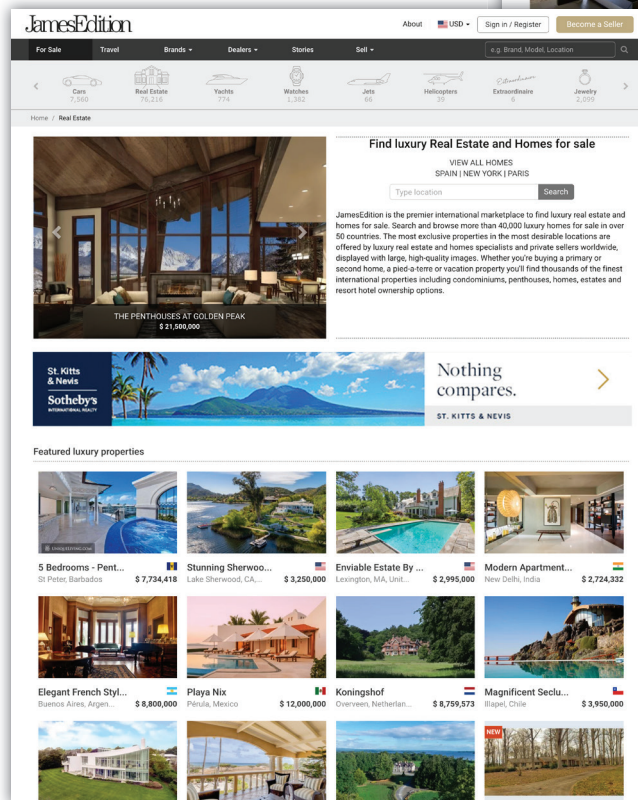 JamesEdition
About
USD
Sign in / Register
Become a Seller
For Sale
Travel
Brands
Dealers
Stories
Sell
e.g. Brand, Model, Location
Cars
7,560
Real Estate
76,216
Yachts
774
Watches
1,382
Jets
66
Helicopters
39
Extraordinaire
Extraordinaire
6
Jewelry
2,099
Home / Real Estate
THE PENTHOUSES AT GOLDEN PEAK
$ 21,500,000
Find luxury Real Estate and Homes for sale
VIEW ALL HOMES
SPAIN | NEW YORK | PARIS
Type location
Search
JamesEdition is the premier international marketplace to find luxury real estate and
homes for sale. Search and browse more than 40,000 luxury homes for sale in over
50 countries. The most exclusive properties in the most desirable locations are
offered by luxury real estate and homes specialists and private sellers worldwide,
displayed with large, high-quality images. Whether you're buying a primary or
second home, a pied-a-terre or vacation property you'll find thousands of the finest
international properties including condominiums, penthouses, homes, estates and
resort hotel ownership options.
St. Kitts
& Nevis
Sotheby's
INTERNATIONAL REALTY
Nothing
compares.
ST. KITTS & NEVIS
Featured luxury properties
5 Bedrooms - Pent...
St Peter, Barbados
$ 7,734,418
Stunning Sherwoo...
Lake Sherwood, CA,...
$ 3,250,000
Enviable Estate By ...
Lexington, MA, Unit...
$ 2,995,000
Modern Apartment...
New Delhi, India
$ 2,724,332
Elegant French Styl...
Buenos Aires, Argen...
$ 8,800,000
Playa Nix
Pérula, Mexico
$ 12,000,000
Koningshof
Overveen, Netherlan...
$ 8,759,573
Magnificent Seclu...
Illapel, Chile
$ 3,950,000
NEW